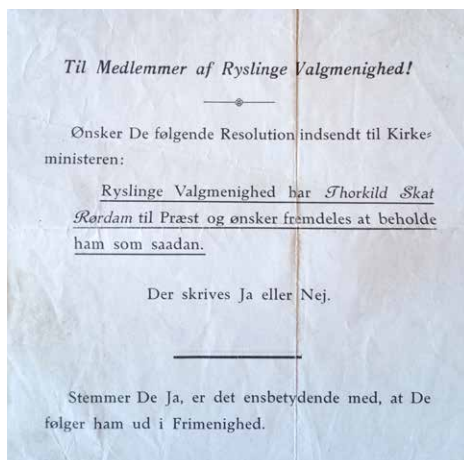 Til Medlemmer af Ryslinge Valgmenighed!
Ønsker De følgende Resolution indsendt til Kirke=
ministeren:
Ryslinge Valgmenighed har Thorkild Skat
Rørdam til Præst og ønsker fremdeles at beholde
ham som saadan.
Der skrives Ja eller Nej.
Stemmer De Ja, er det ensbetydende med, at De
følger ham ud i Frimenighed.